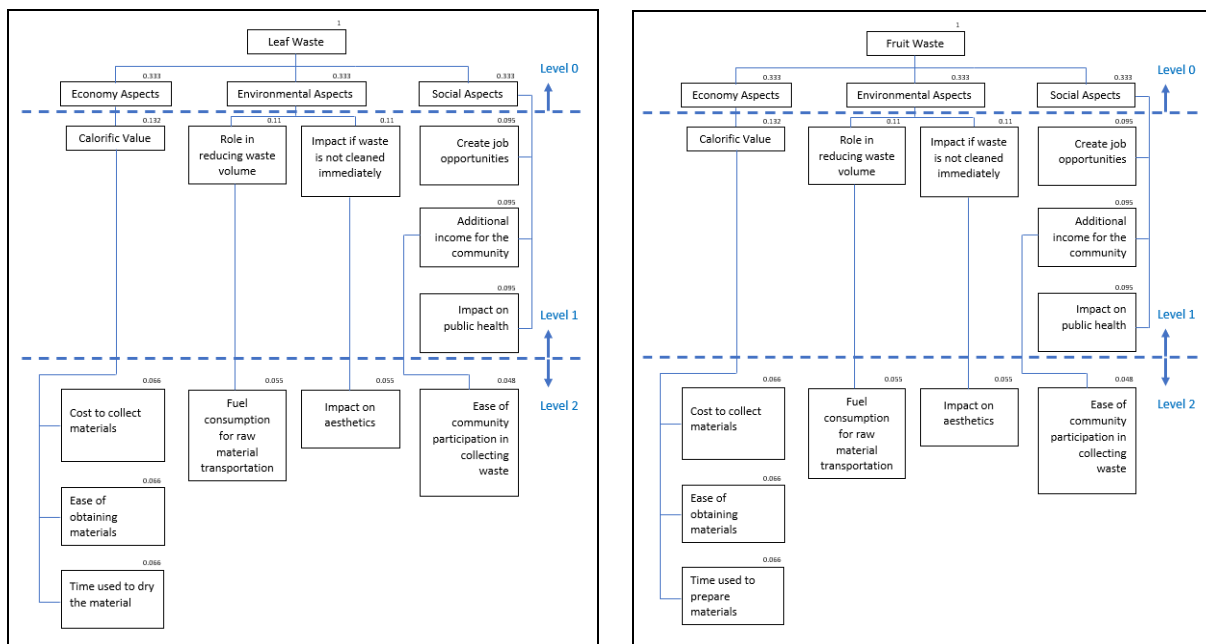 1
Leaf Waste
Level 0
0.333
Economy Aspects
0.333
Environmental Aspects
0.333
Social Aspects
0.132
Calorific Value
0.11
Role in
reducing waste
volume
0.11
Impact if waste
is not cleaned
immediately
0.095
Create job
opportunities
0.095
Additional
income for the
community
0.095
Impact on
public health
Level 1
Level 2
0.066
Cost to collect
materials
0.055
Fuel
consumption
for raw
material
transportation
0.055
Impact on
aesthetics
0.048
Ease of
community
participation in
collecting
waste
0.066
Ease of
obtaining
materials
0.066
Time used to dry
the material
1
Fruit Waste
Level 0
0.333
Economy Aspects
0.333
Environmental Aspects
0.333
Social Aspects
0.132
Calorific Value
0.11
Role in
reducing waste
volume
0.11
Impact if waste
is not cleaned
immediately
0.095
Create job
opportunities
0.095
Additional
income for the
community
0.095
Impact on
public health
Level 1
Level 2
0.066
Cost to collect
materials
0.055
Fuel
consumption
for raw
material
transportation
0.055
Impact on
aesthetics
0.048
Ease of
community
participation in
collecting
waste
0.066
Ease of
obtaining
materials
0.066
Time used to
prepare
materials